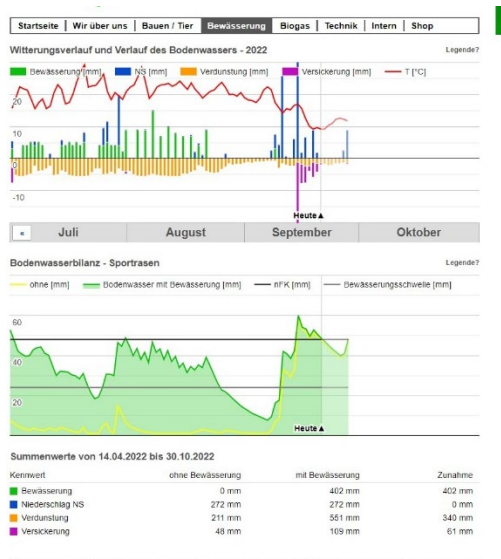 Startseite | Wir über uns | Bauen / Tier | Bewässerung | Biogas | Technik | Intern | Shop
Witterungsverlauf und Verlauf des Bodenwassers - 2022 Legende?
Bewässerung [mm] NS [mm] Verdunstung [mm] Versickerung [mm] T [°C]
20
10
0
-10
Heute▲
« Juli August September Oktober
Bodenwasserbilanz - Sportrasen Legende?
ohne [mm] Bodenwasser mit Bewässerung [mm] nFK [mm] Bewässerungsschwelle [mm]
60
40
20
Heute▲
Summenwerte von 14.04.2022 bis 30.10.2022
Kennwert ohne Bewässerung mit Bewässerung Zunahme
Bewässerung 0 mm 402 mm 402 mm
Niederschlag NS 272 mm 272 mm 0 mm
Verdunstung 211 mm 551 mm 340 mm
Versickerung 48 mm 109 mm 61 mm